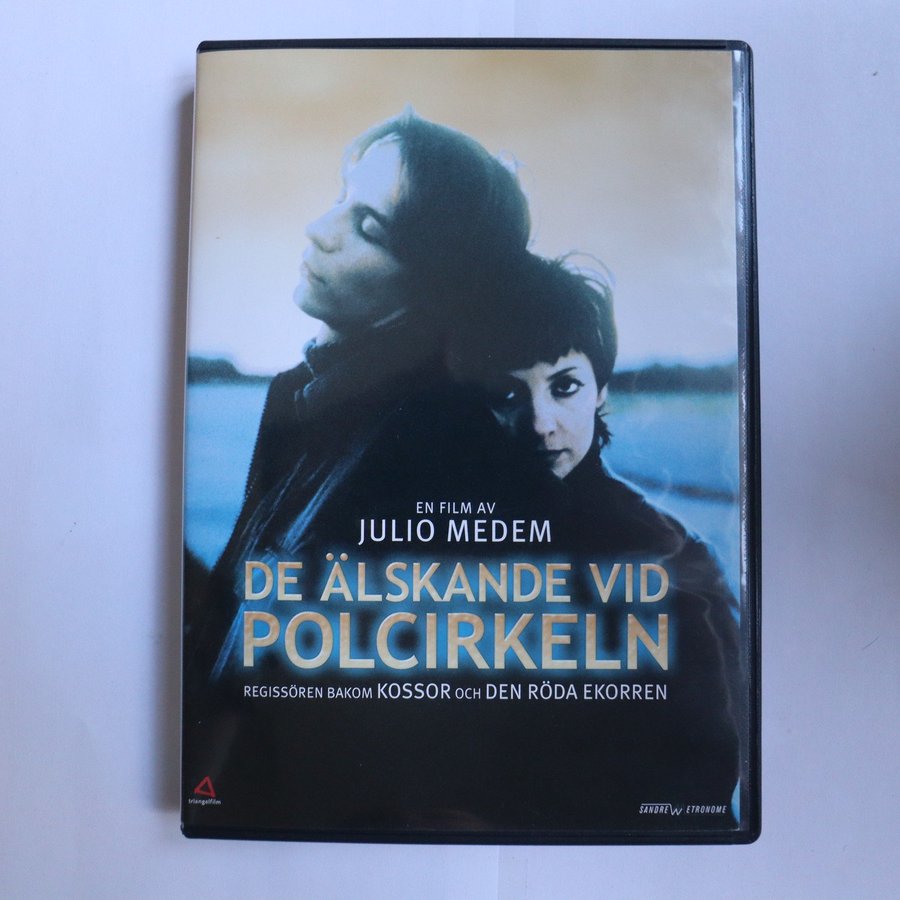 EN FILM AV
JULIO MEDEM
DE ÄLSKANDE VID
POLCIRKELN
REGISSÖREN BAKOM KOSSOR OCH DEN RÖDA EKORREN
triangelfilm
SANDREW METRONOME